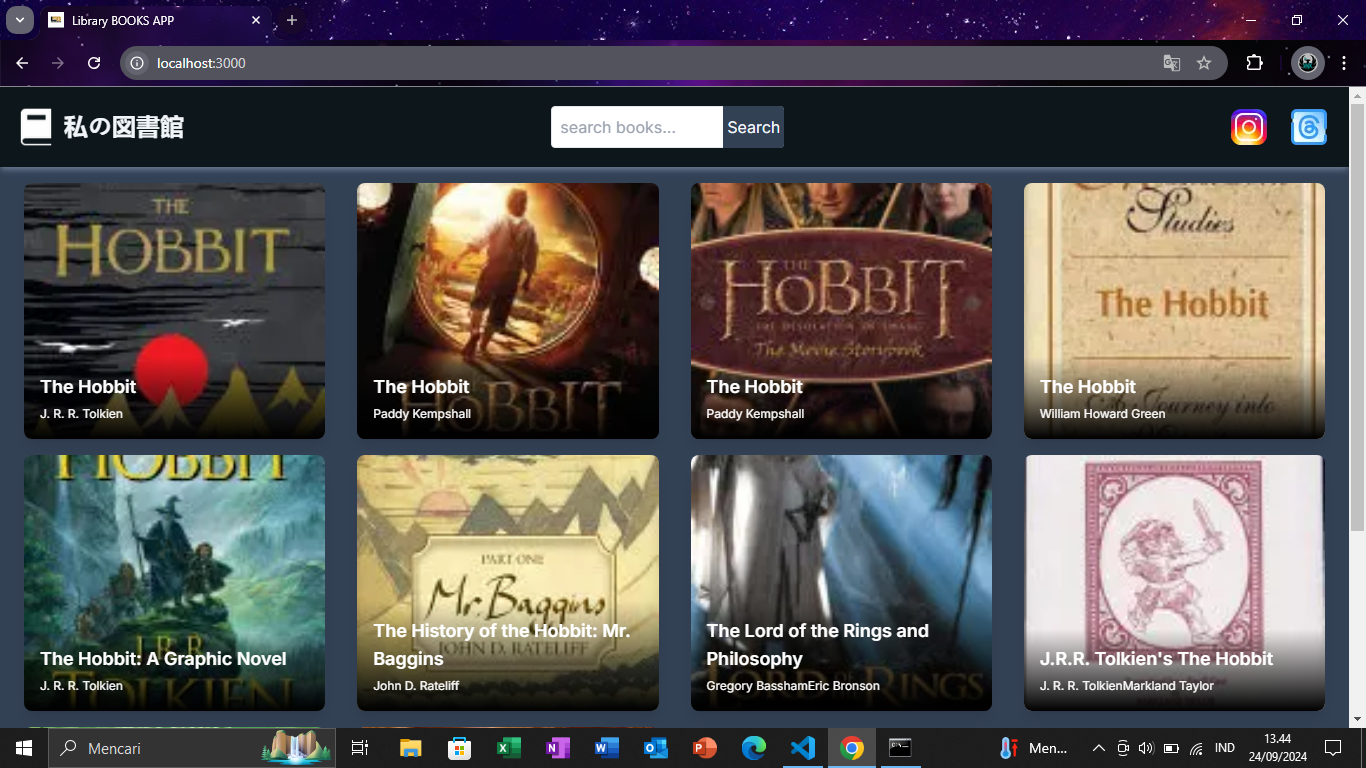 Library BOOKS APP
localhost:3000
私の図書館
search books...
Search
THE
HOBBIT
The Hobbit
J. R. R. Tolkien
HOBBIT
The Hobbit
Paddy Kempshall
THE
HOBBIT
THE DESOLATION OF SMAUG
The Movie Storybook
The Hobbit
Paddy Kempshall
Studies
The Hobbit
A Journey into
The Hobbit
William Howard Green
HOBBIT
J.R.R.
TOLKIEN
The Hobbit: A Graphic Novel
J. R. R. Tolkien
PART ONE
Mr. Baggins
JOHN D. RATELIFF
The History of the Hobbit: Mr.
Baggins
John D. Rateliff
LORD OF RINGS
The Lord of the Rings and
Philosophy
Gregory BasshamEric Bronson
J.R.R. Tolkien's The Hobbit
J. R. R. TolkienMarkland Taylor
Mencari
Men...
IND
13.44
24/09/2024